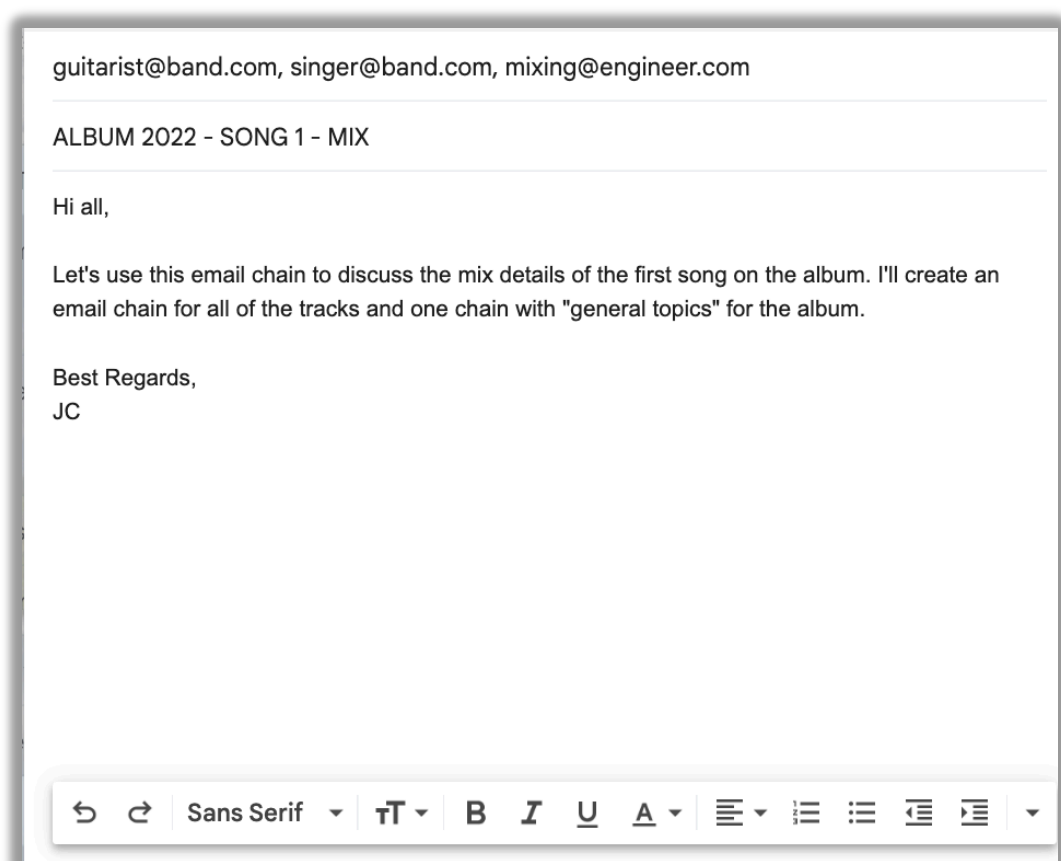 guitarist@band.com, singer@band.com, mixing@engineer.com
ALBUM 2022 - SONG 1 - MIX
Hi all,
Let's use this email chain to discuss the mix details of the first song on the album. I'll create an
email chain for all of the tracks and one chain with "general topics" for the album.
Best Regards,
JC
Sans Serif